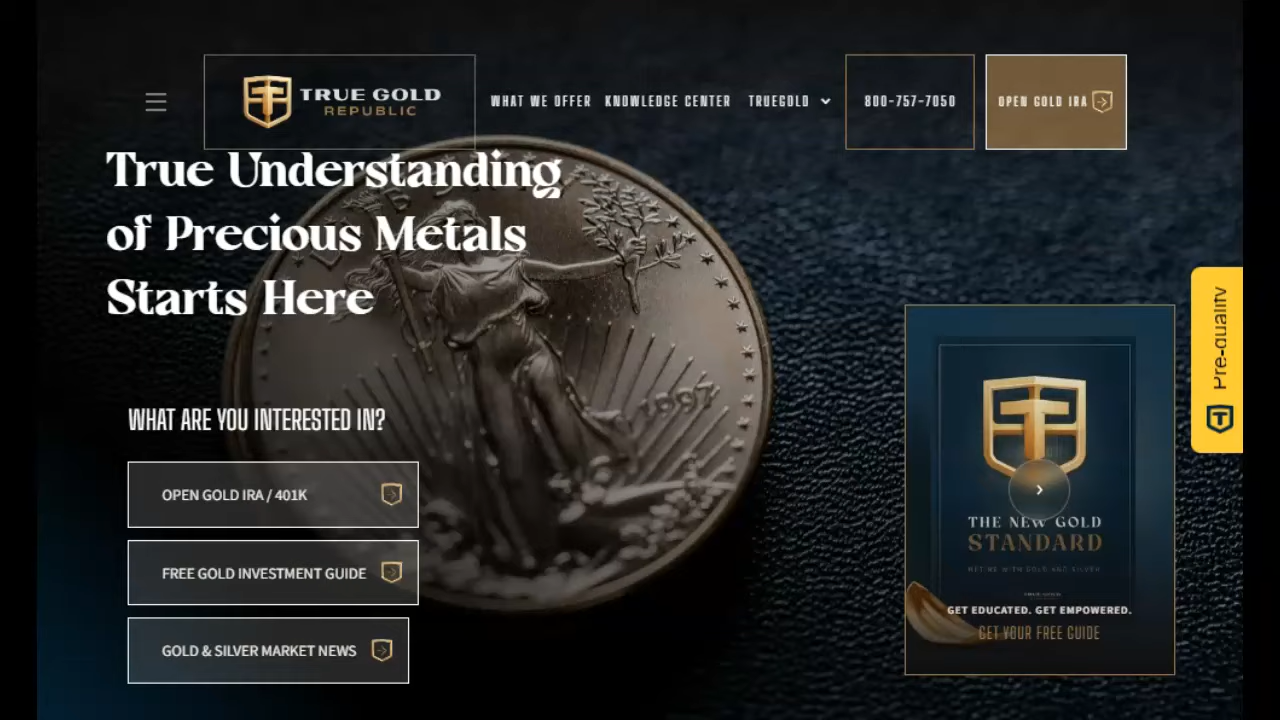 TRUE GOLD
REPUBLIC
WHAT WE OFFER
KNOWLEDGE CENTER
TRUEGOLD
800-757-7050
OPEN GOLD IRA
True Understanding
of Precious Metals
Starts Here
1997
WHAT ARE YOU INTERESTED IN?
OPEN GOLD IRA / 401K
FREE GOLD INVESTMENT GUIDE
GOLD & SILVER MARKET NEWS
Pre-qualify
THE NEW GOLD
STANDARD
GET EDUCATED. GET EMPOWERED.
GET YOUR FREE GUIDE